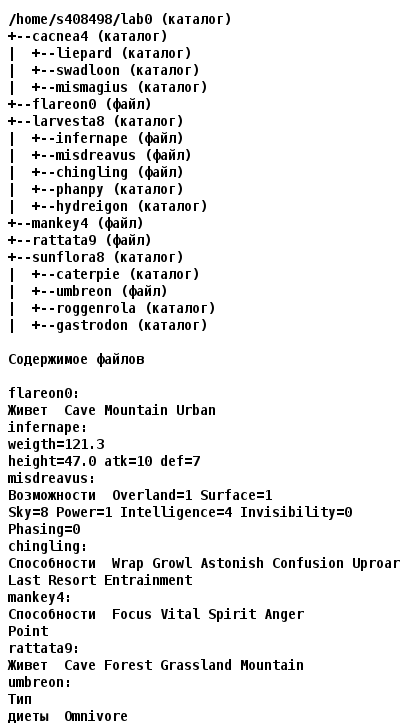 /home/s408498/lab0 (каталог)
+--cacnea4 (каталог)
|  +--liepard (каталог)
|  +--swadloon (каталог)
|  +--mismagius (каталог)
+--flareon0 (файл)
+--larvesta8 (каталог)
|  +--infernape (файл)
|  +--misdreavus (файл)
|  +--chingling (файл)
|  +--phanpy (каталог)
|  +--hydreigon (каталог)
+--mankey4 (файл)
+--rattata9 (файл)
+--sunflora8 (каталог)
|  +--caterpie (каталог)
|  +--umbreon (файл)
|  +--roggenrola (каталог)
|  +--gastrodon (каталог)
Содержимое файлов
flareon0:
Живет  Cave Mountain Urban
infernape:
weigth=121.3
height=47.0 atk=10 def=7
misdreavus:
Возможности  Overland=1 Surface=1
Sky=8 Power=1 Intelligence=4 Invisibility=0
Phasing=0
chingling:
Способности  Wrap Growl Astonish Confusion Uproar
Last Resort Entrainment
mankey4:
Способности  Focus Vital Spirit Anger
Point
rattata9:
Живет  Cave Forest Grassland Mountain
umbreon:
Тип
диеты  Omnivore